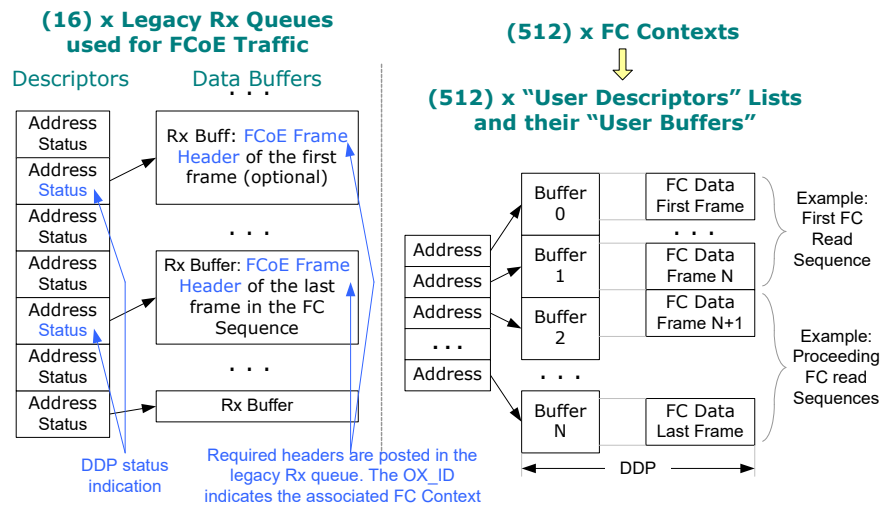 (16) x Legacy Rx Queues
used for FCoE Traffic
Descriptors
Data Buffers
. . .
Address
Status
Address
Status
Address
Status
Address
Status
Address
Status
Address
Status
Address
Status
Rx Buff: FCoE Frame
Header of the first
frame (optional)
. . .
Rx Buffer: FCoE Frame
Header of the last
frame in the FC
Sequence
. . .
Rx Buffer
DDP status
indication
Required headers are posted in the
legacy Rx queue. The OX_ID
indicates the associated FC Context
(512) x FC Contexts
(512) x “User Descriptors” Lists
and their “User Buffers”
Address
Address
Address
. . .
Address
Buffer
0
Buffer
1
Buffer
2
. . .
Buffer
N
FC Data
First Frame
. . .
FC Data
Frame N
FC Data
Frame N+1
FC Data
Last Frame
DDP
Example:
First FC
Read
Sequence
Example:
Proceeding
FC read
Sequences